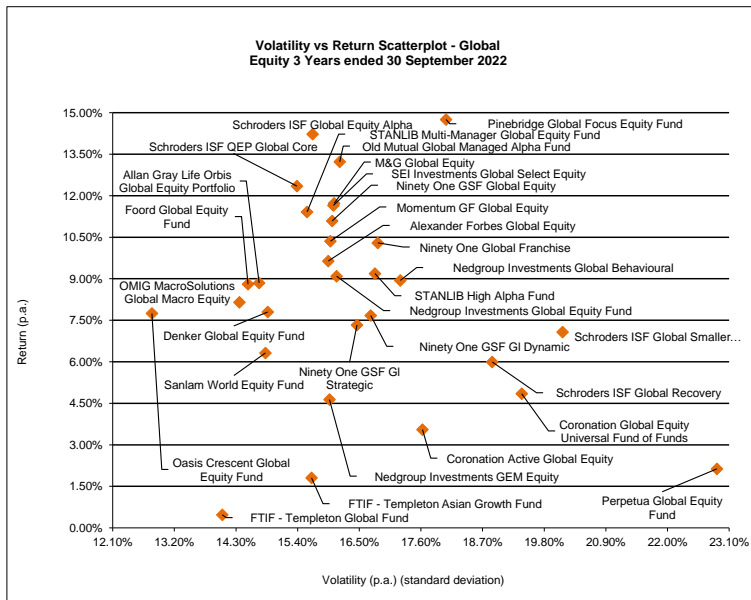 Volatility vs Return Scatterplot - Global
Equity 3 Years ended 30 September 2022
15.00%
13.50%
12.00%
10.50%
9.00%
7.50%
6.00%
4.50%
3.00%
1.50%
0.00%
Return (p.a.)
Schroders ISF Global Equity Alpha
Pinebridge Global Focus Equity Fund
STANLIB Multi-Manager Global Equity Fund
Schroders ISF QEP Global Core
Old Mutual Global Managed Alpha Fund
M&G Global Equity
SEI Investments Global Select Equity
Allan Gray Life Orbis
Global Equity Portfolio
Ninety One GSF Global Equity
Foord Global Equity
Fund
Momentum GF Global Equity
Alexander Forbes Global Equity
Ninety One Global Franchise
Nedgroup Investments Global Behavioural
OMIG MacroSolutions
Global Macro Equity
STANLIB High Alpha Fund
Nedgroup Investments Global Equity Fund
Denker Global Equity Fund
Schroders ISF Global Smaller…
Ninety One GSF Gl Dynamic
Ninety One GSF Gl
Strategic
Sanlam World Equity Fund
Schroders ISF Global Recovery
Coronation Global Equity
Universal Fund of Funds
Oasis Crescent Global
Equity Fund
Coronation Active Global Equity
Nedgroup Investments GEM Equity
Perpetua Global Equity
Fund
FTIF - Templeton Asian Growth Fund
FTIF - Templeton Global Fund
12.10% 13.20% 14.30% 15.40% 16.50% 17.60% 18.70% 19.80% 20.90% 22.00% 23.10%
Volatility (p.a.) (standard deviation)